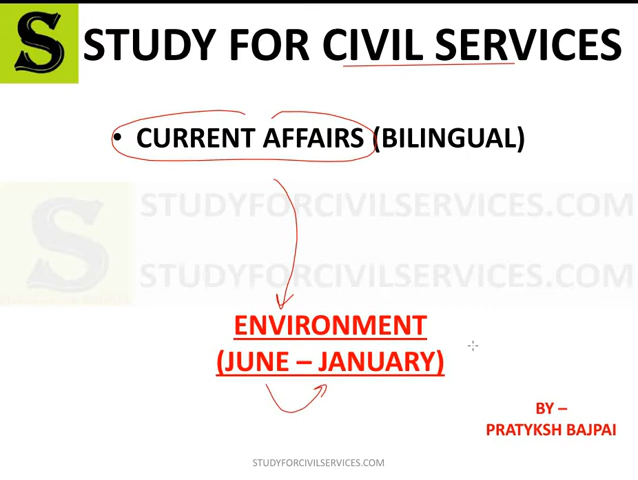 S STUDY FOR CIVIL SERVICES
• CURRENT AFFAIRS (BILINGUAL)
STUDYFORCIVILSERVICES.COM
S
STUDYFORCIVILSERVICES.COM
ENVIRONMENT
(JUNE – JANUARY)
BY –
PRATYKSH BAJPAI
STUDYFORCIVILSERVICES.COM